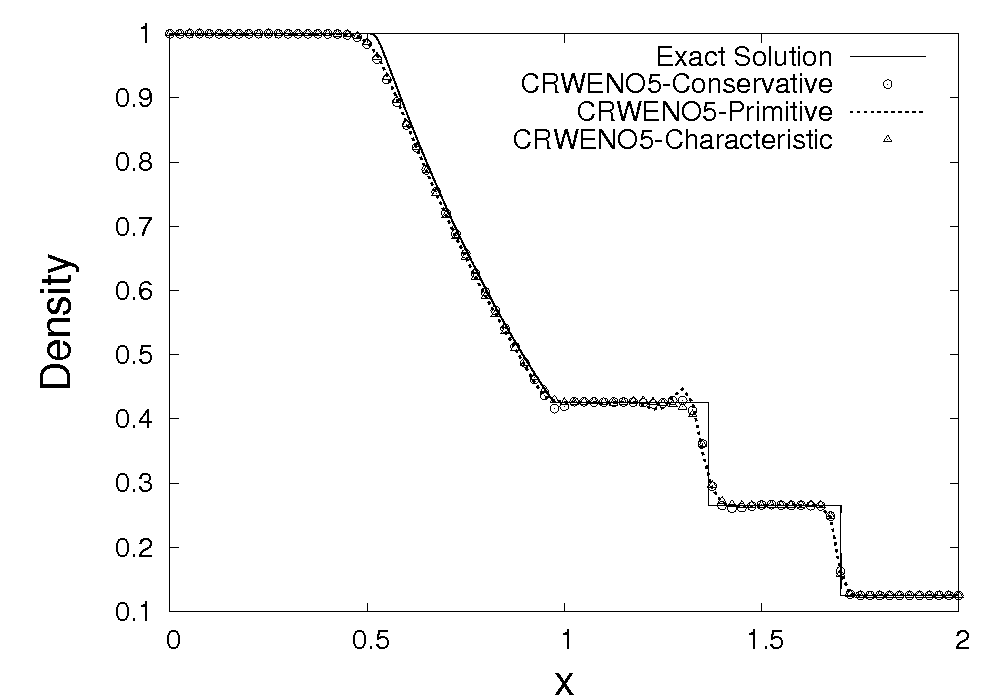 1
0.9
0.8
0.7
0.6
0.5
0.4
0.3
0.2
0.1
Density
Exact Solution
CRWENO5-Conservative
CRWENO5-Primitive
CRWENO5-Characteristic
0 0.5 1 1.5 2
x